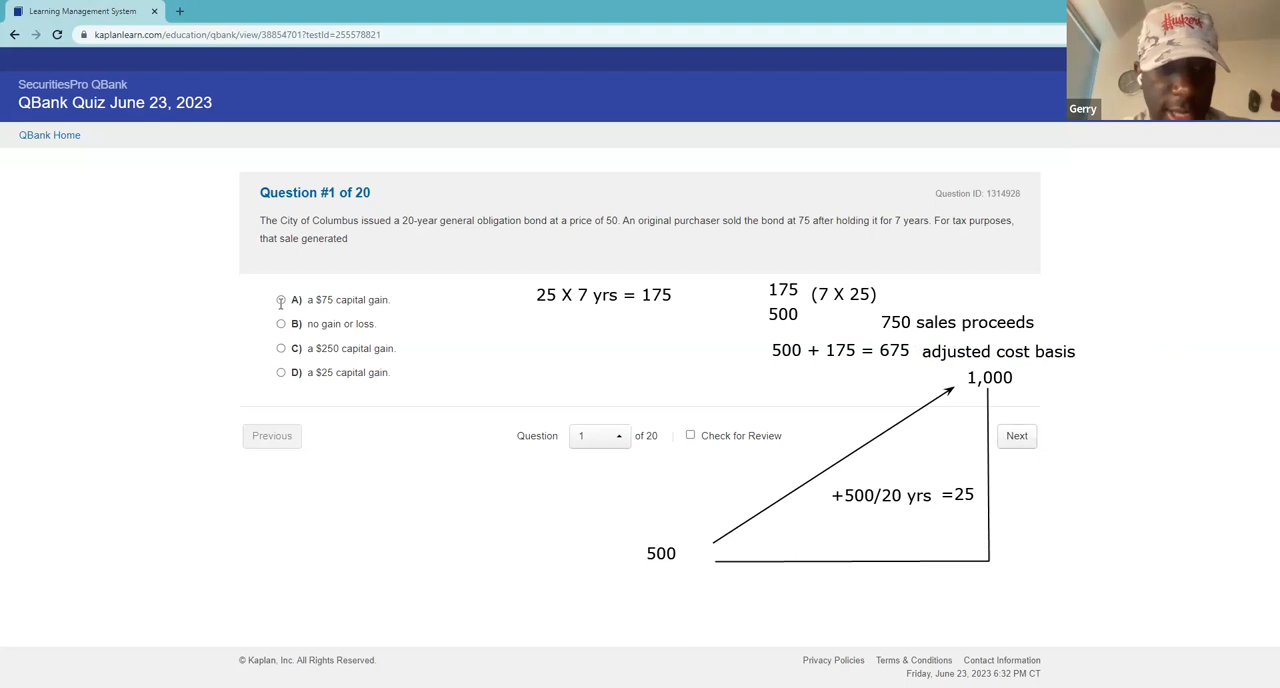 Learning Management System
kaplanlearn.com/education/qbank/view/38854701?testId=255578821
Huskers
Gerry
SecuritiesPro QBank
QBank Quiz June 23, 2023
QBank Home
Question #1 of 20
Question ID: 1314928
The City of Columbus issued a 20-year general obligation bond at a price of 50. An original purchaser sold the bond at 75 after holding it for 7 years. For tax purposes,
that sale generated
A) a $75 capital gain.
B) no gain or loss.
C) a $250 capital gain.
D) a $25 capital gain.
25 X 7 yrs = 175
175 (7 X 25)
500
750 sales proceeds
500 + 175 = 675 adjusted cost basis
1,000
Previous
Question 1 of 20
Check for Review
Next
+500/20 yrs =25
500
© Kaplan, Inc. All Rights Reserved.
Privacy Policies Terms & Conditions Contact Information
Friday, June 23, 2023 6:32 PM CT